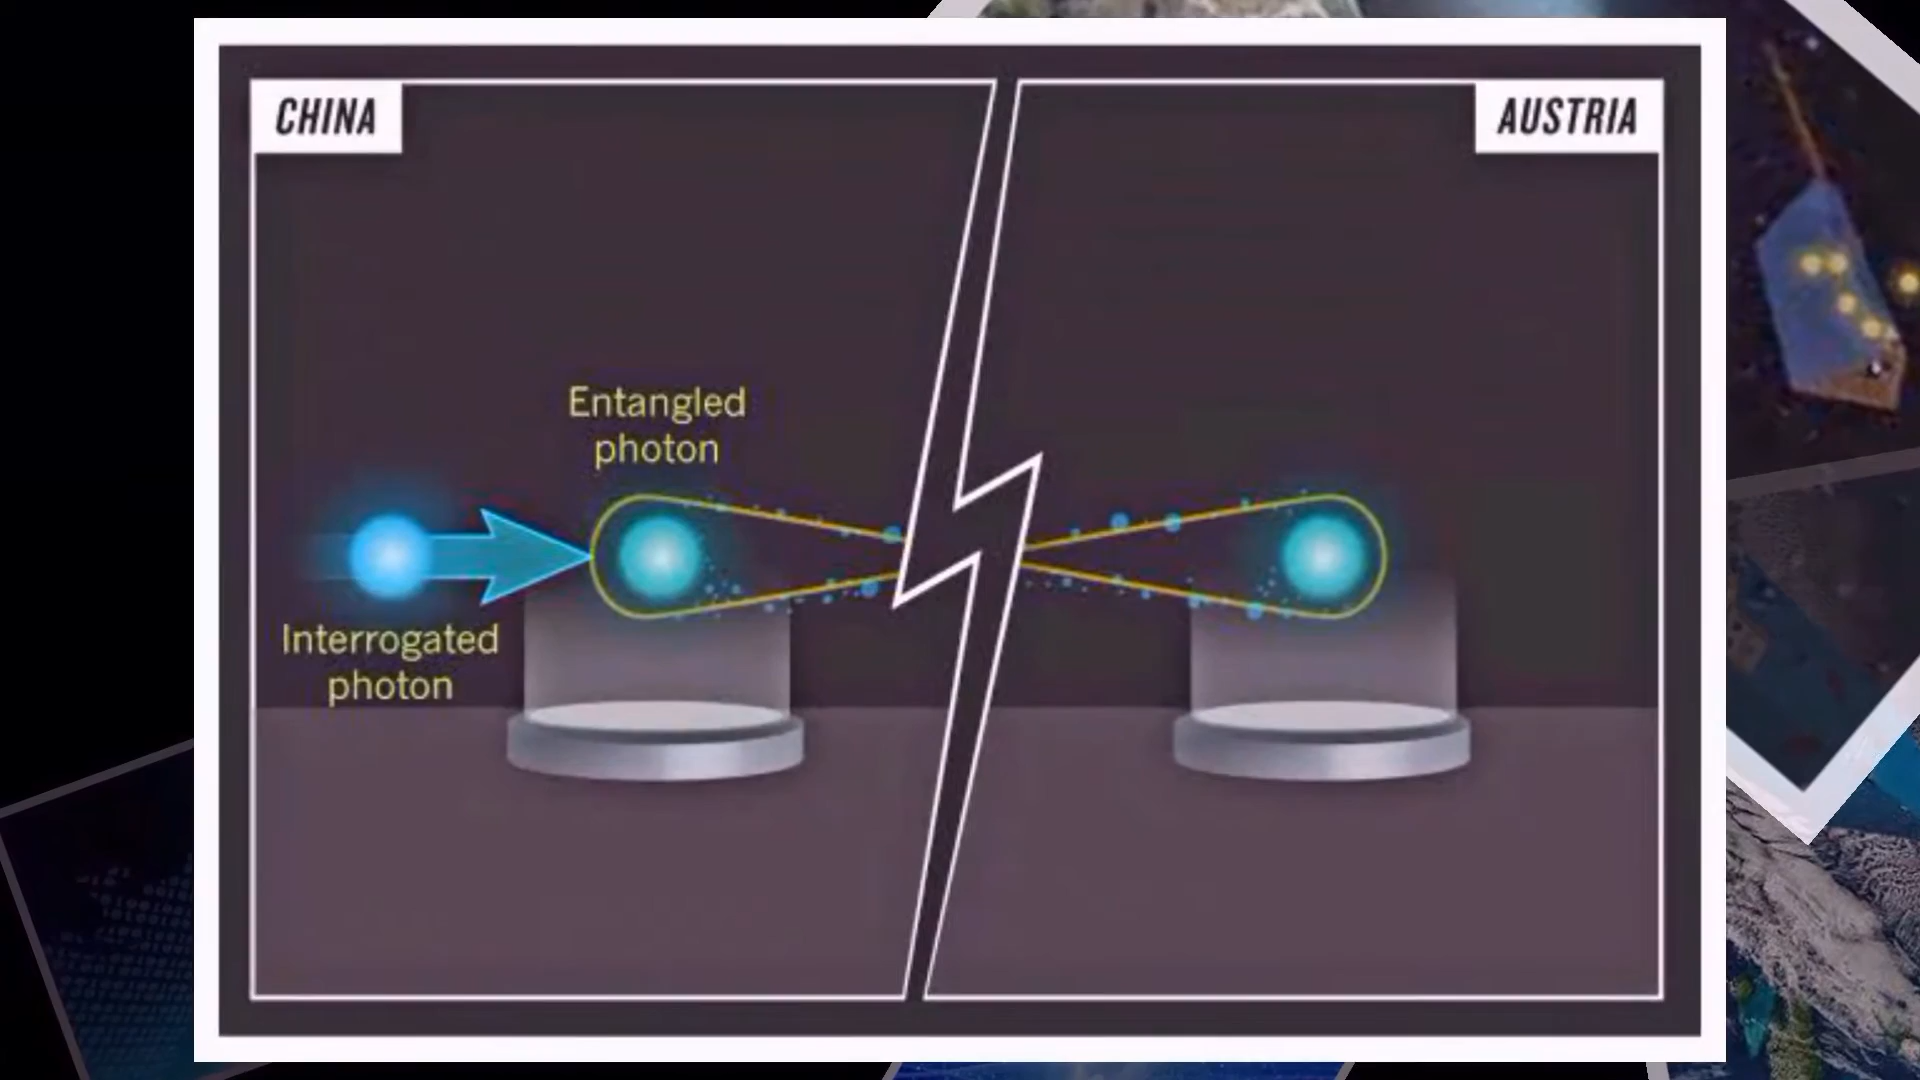 CHINA
AUSTRIA
Entangled
photon
Interrogated
photon